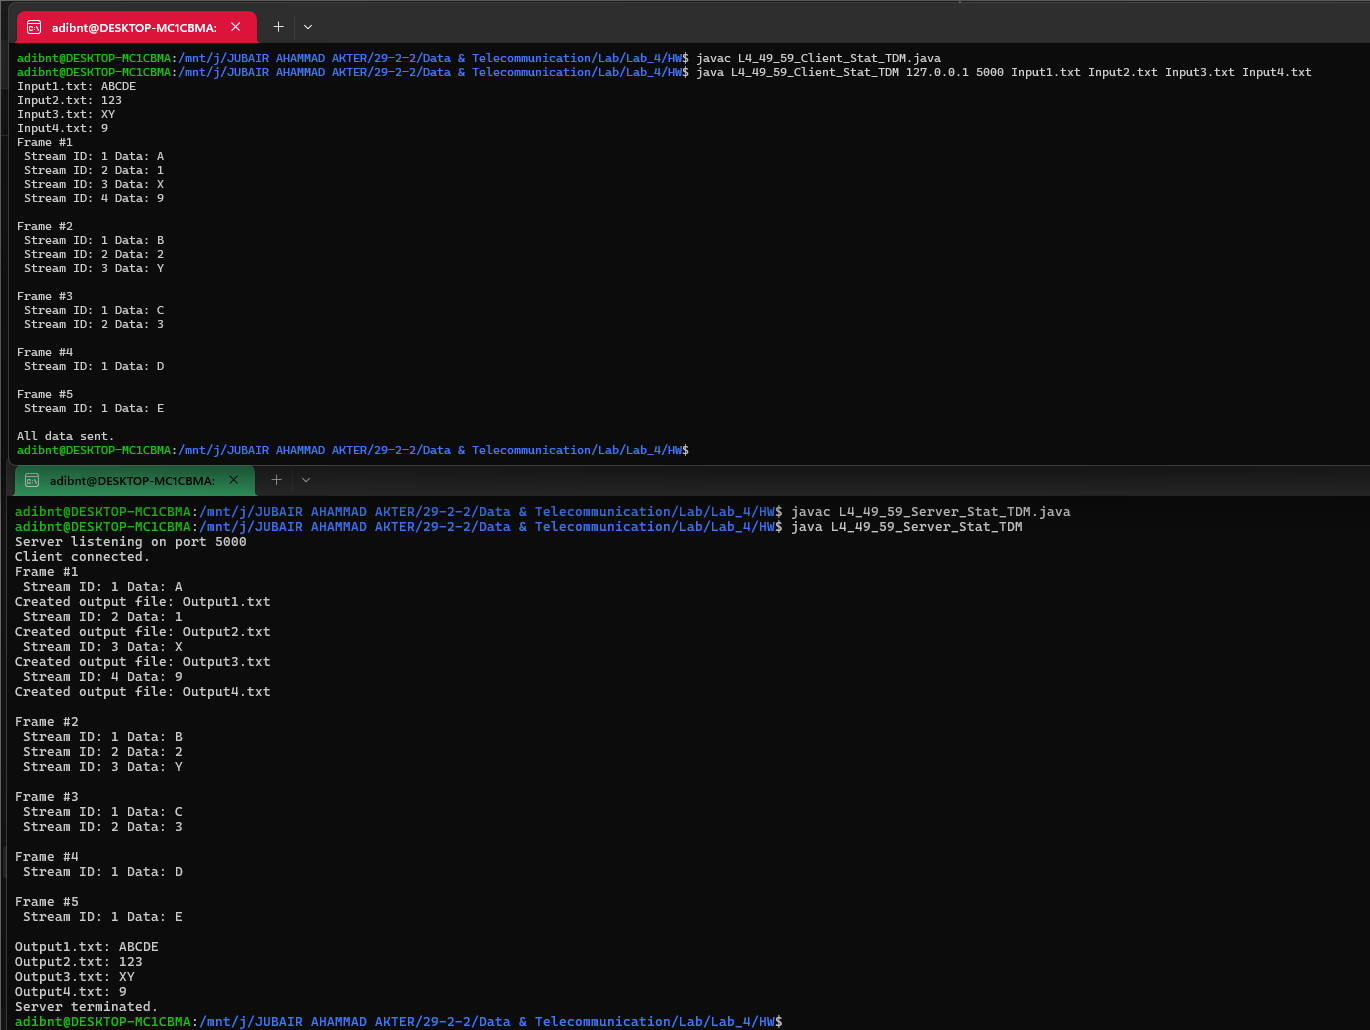 adibnt@DESKTOP-MC1CBMA:
adibnt@DESKTOP-MC1CBMA:/mnt/j/JUBAIR AHAMMAD AKTER/29-2-2/Data & Telecommunication/Lab/Lab_4/HW$ javac L4_49_59_Client_Stat_TDM.java
adibnt@DESKTOP-MC1CBMA:/mnt/j/JUBAIR AHAMMAD AKTER/29-2-2/Data & Telecommunication/Lab/Lab_4/HW$ java L4_49_59_Client_Stat_TDM 127.0.0.1 5000 Input1.txt Input2.txt Input3.txt Input4.txt
Input1.txt: ABCDE
Input2.txt: 123
Input3.txt: XY
Input4.txt: 9
Frame #1
 Stream ID: 1 Data: A
 Stream ID: 2 Data: 1
 Stream ID: 3 Data: X
 Stream ID: 4 Data: 9
Frame #2
 Stream ID: 1 Data: B
 Stream ID: 2 Data: 2
 Stream ID: 3 Data: Y
Frame #3
 Stream ID: 1 Data: C
 Stream ID: 2 Data: 3
Frame #4
 Stream ID: 1 Data: D
Frame #5
 Stream ID: 1 Data: E
All data sent.
adibnt@DESKTOP-MC1CBMA:/mnt/j/JUBAIR AHAMMAD AKTER/29-2-2/Data & Telecommunication/Lab/Lab_4/HW$
adibnt@DESKTOP-MC1CBMA:
adibnt@DESKTOP-MC1CBMA:/mnt/j/JUBAIR AHAMMAD AKTER/29-2-2/Data & Telecommunication/Lab/Lab_4/HW$ javac L4_49_59_Server_Stat_TDM.java
adibnt@DESKTOP-MC1CBMA:/mnt/j/JUBAIR AHAMMAD AKTER/29-2-2/Data & Telecommunication/Lab/Lab_4/HW$ java L4_49_59_Server_Stat_TDM
Server listening on port 5000
Client connected.
Frame #1
 Stream ID: 1 Data: A
Created output file: Output1.txt
 Stream ID: 2 Data: 1
Created output file: Output2.txt
 Stream ID: 3 Data: X
Created output file: Output3.txt
 Stream ID: 4 Data: 9
Created output file: Output4.txt
Frame #2
 Stream ID: 1 Data: B
 Stream ID: 2 Data: 2
 Stream ID: 3 Data: Y
Frame #3
 Stream ID: 1 Data: C
 Stream ID: 2 Data: 3
Frame #4
 Stream ID: 1 Data: D
Frame #5
 Stream ID: 1 Data: E
Output1.txt: ABCDE
Output2.txt: 123
Output3.txt: XY
Output4.txt: 9
Server terminated.
adibnt@DESKTOP-MC1CBMA:/mnt/j/JUBAIR AHAMMAD AKTER/29-2-2/Data & Telecommunication/Lab/Lab_4/HW$